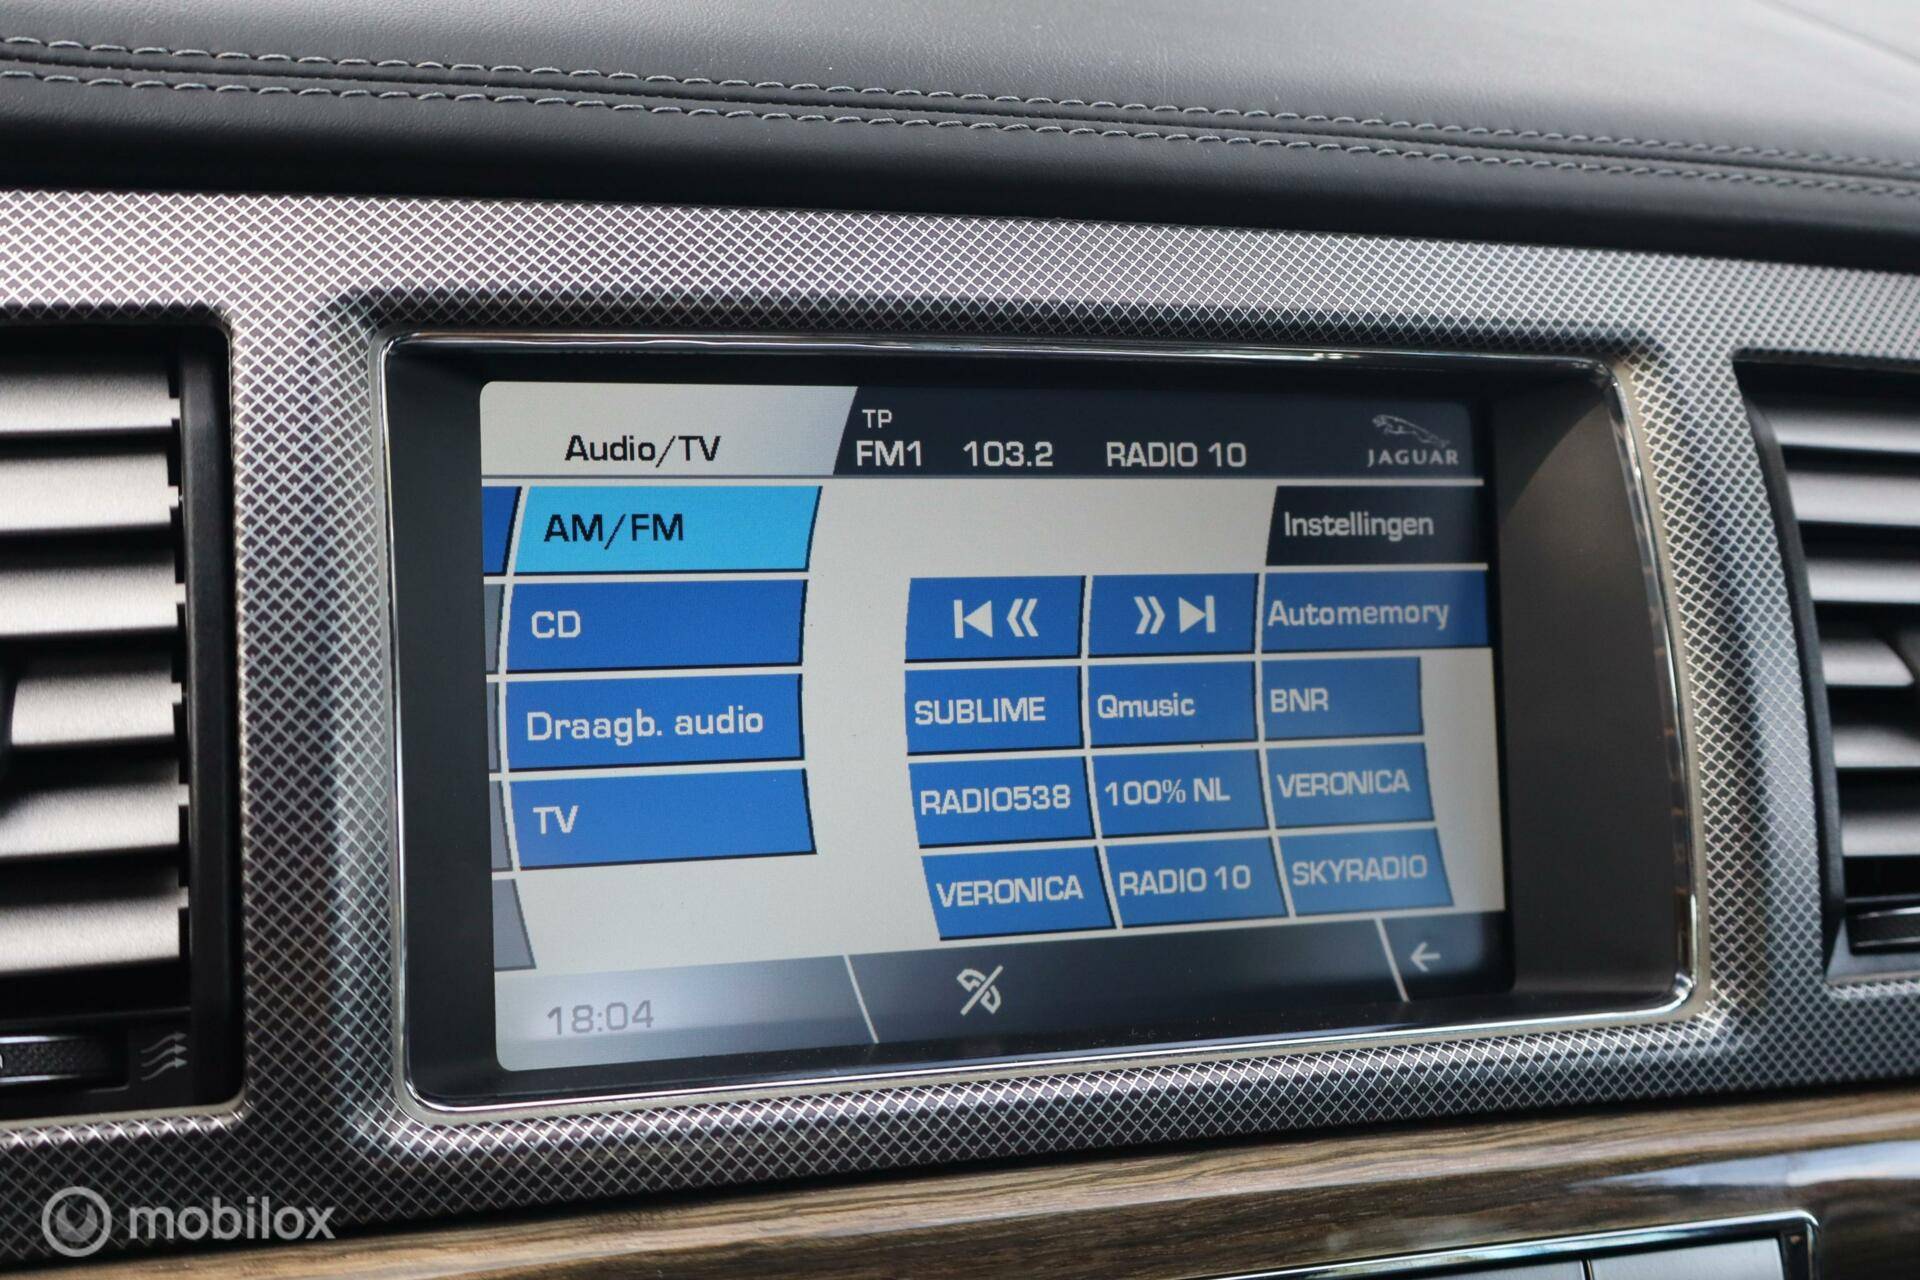 Audio/TV
TP
FM1 103.2 RADIO 10
JAGUAR
AM/FM
Instellingen
CD
Automemory
Draagb. audio
SUBLIME Qmusic BNR
TV
RADIO538 100% NL VERONICA
VERONICA RADIO 10 SKYRADIO
18:04
mobilox